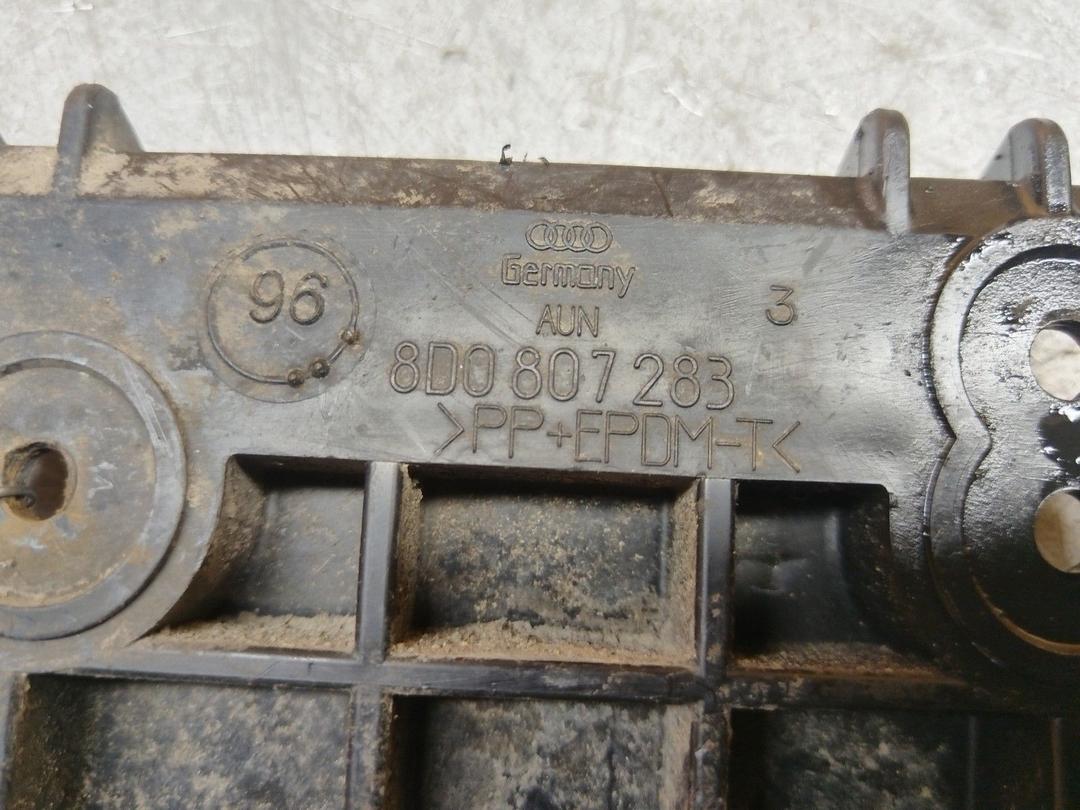 96
Germany
3
AUN
8D0 807 283
>PP+EPDM-T<